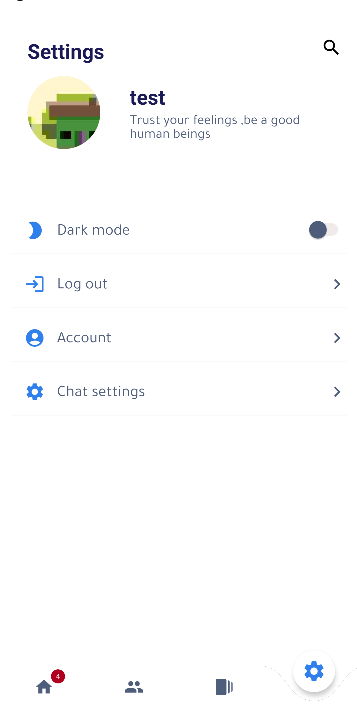 Settings
test
Trust your feelings ,be a good
human beings
Dark mode
Log out
Account
Chat settings
4